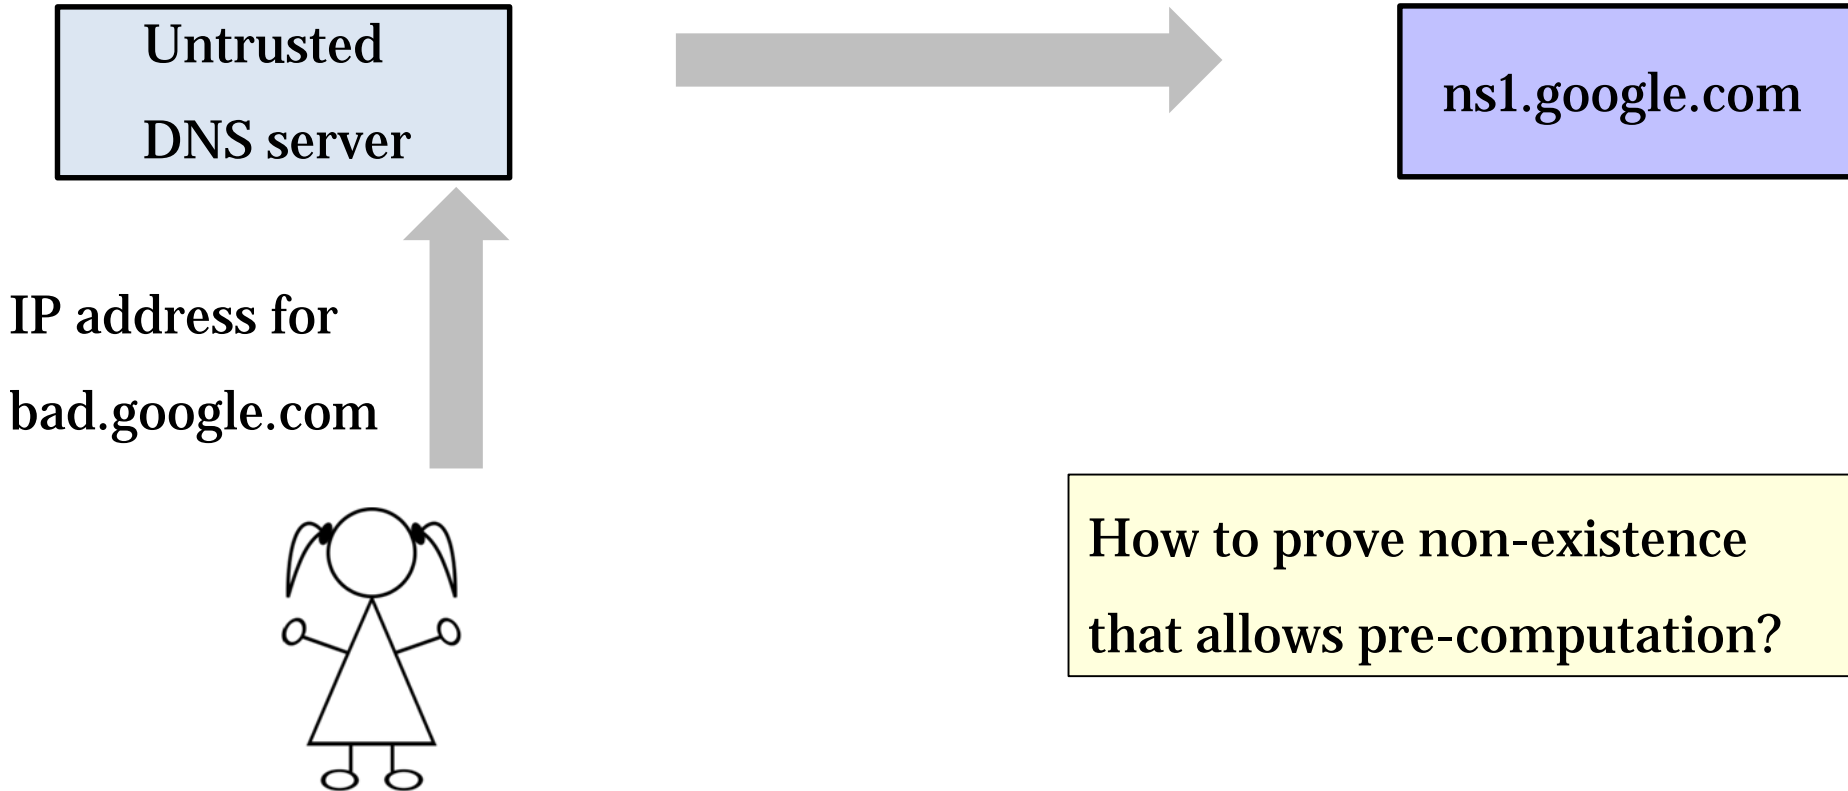 Untrusted
DNS server
ns1.google.com
IP address for
bad.google.com
How to prove non-existence
that allows pre-computation?